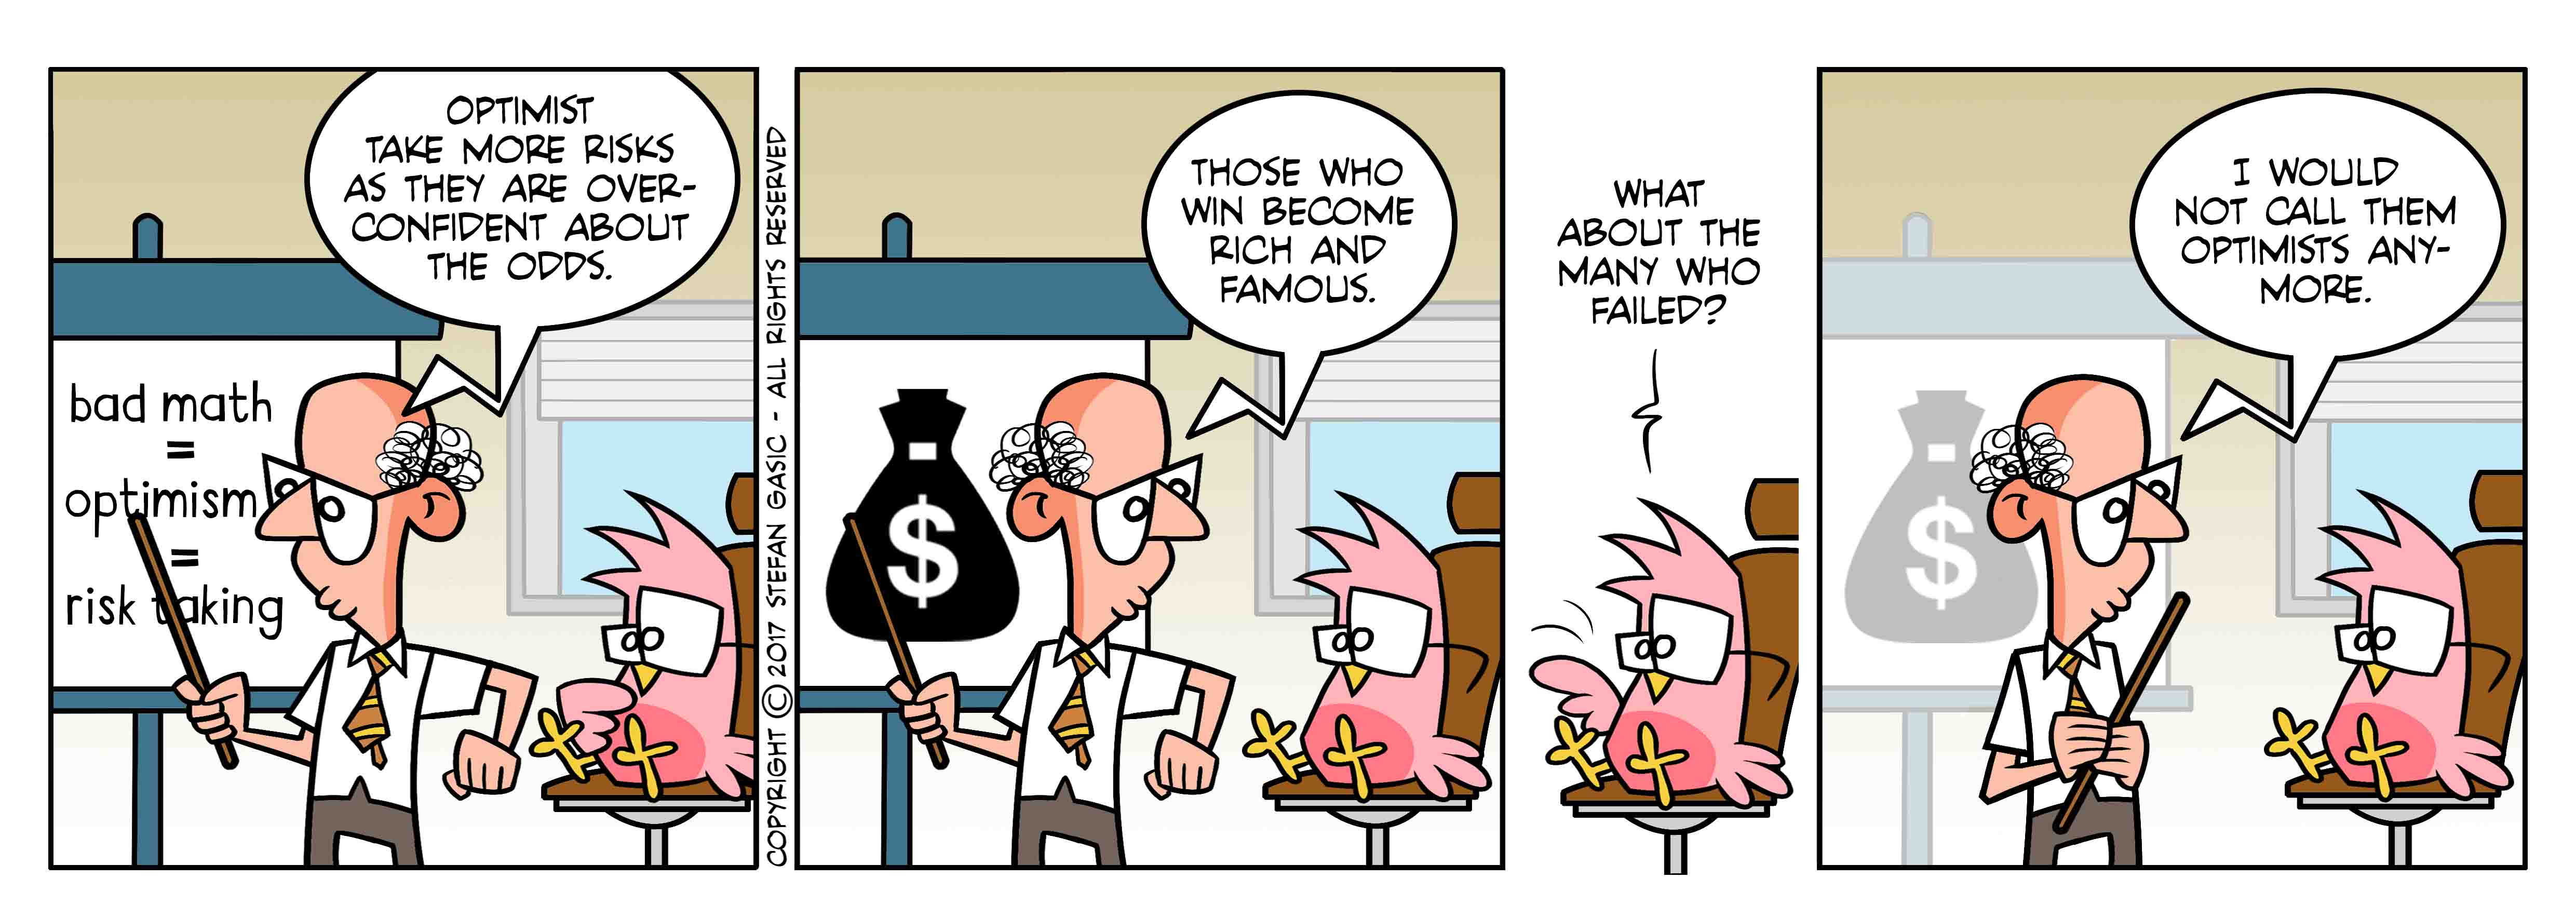 OPTIMIST
TAKE MORE RISKS
AS THEY ARE OVER-
CONFIDENT ABOUT
THE ODDS.
bad math
=
optimism
=
risk taking
COPYRIGHT © 2017 STEFAN GASIC - ALL RIGHTS RESERVED
THOSE WHO
WIN BECOME
RICH AND
FAMOUS.
$
WHAT
ABOUT THE
MANY WHO
FAILED?
I WOULD
NOT CALL THEM
OPTIMISTS ANY-
MORE.
$